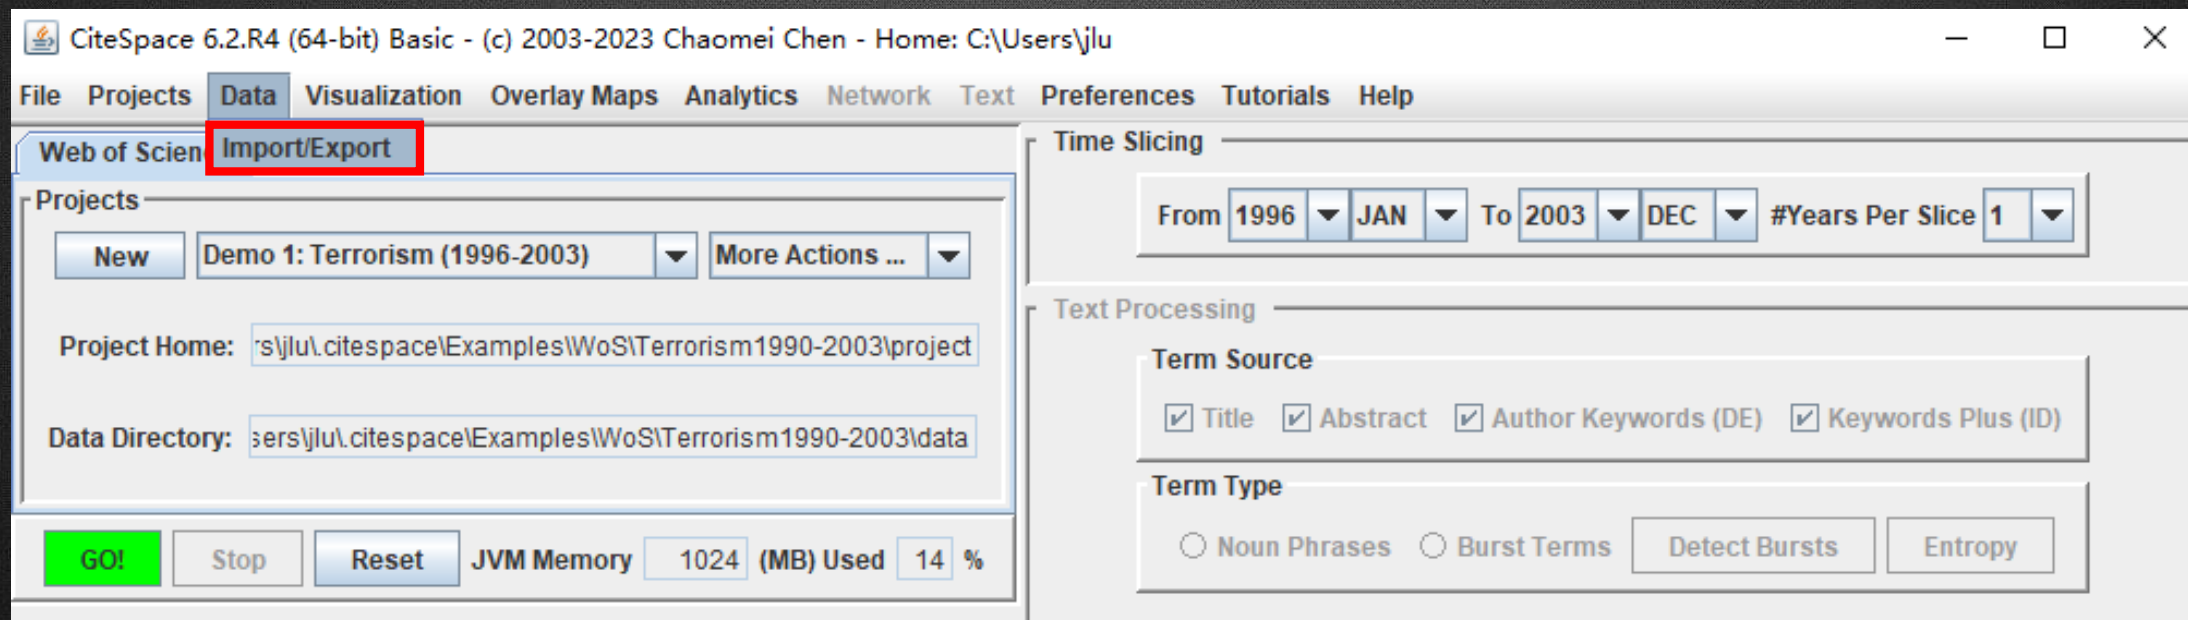 CiteSpace 6.2.R4 (64-bit) Basic - (c) 2003-2023 Chaomei Chen - Home: C:\Users\jlu
File Projects Data Visualization Overlay Maps Analytics Network Text Preferences Tutorials Help
Web of Scien Import/Export
Projects
New Demo 1: Terrorism (1996-2003) More Actions ...
Project Home: rs\jlu\.citespace\Examples\WoS\Terrorism1990-2003\project
Data Directory: sers\jlu\.citespace\Examples\WoS\Terrorism1990-2003\data
GO! Stop Reset JVM Memory 1024 (MB) Used 14 %
Time Slicing
From 1996 JAN To 2003 DEC #Years Per Slice 1
Text Processing
Term Source
Title Abstract Author Keywords (DE) Keywords Plus (ID)
Term Type
Noun Phrases Burst Terms Detect Bursts Entropy